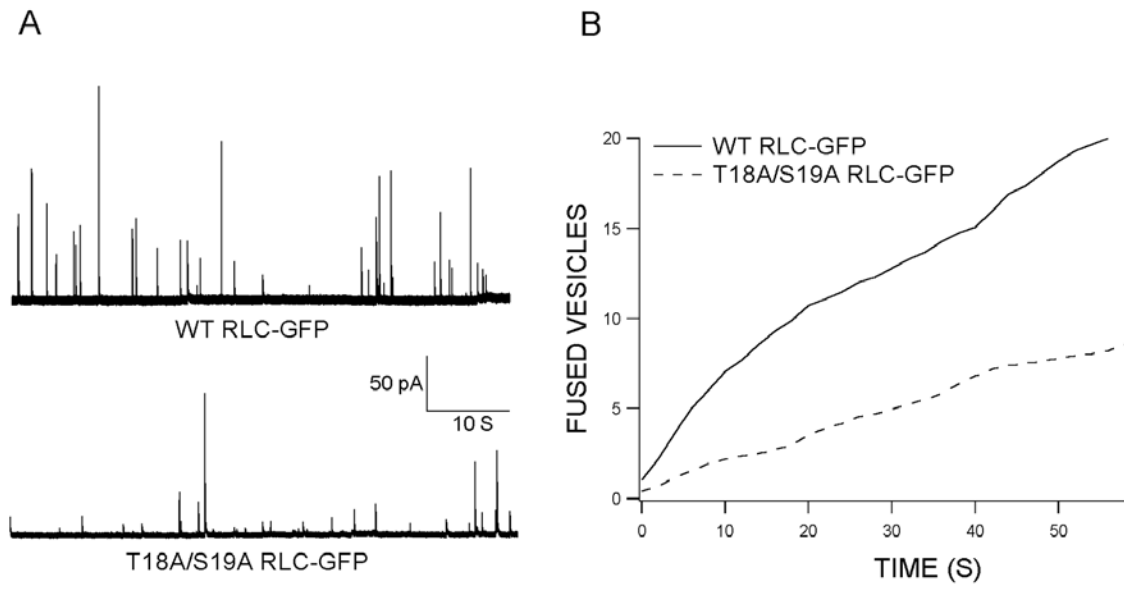 A
WT RLC-GFP
50 pA
10 S
T18A/S19A RLC-GFP
B
WT RLC-GFP
T18A/S19A RLC-GFP
20
15
10
5
0
FUSED VESICLES
0 10 20 30 40 50
TIME (S)